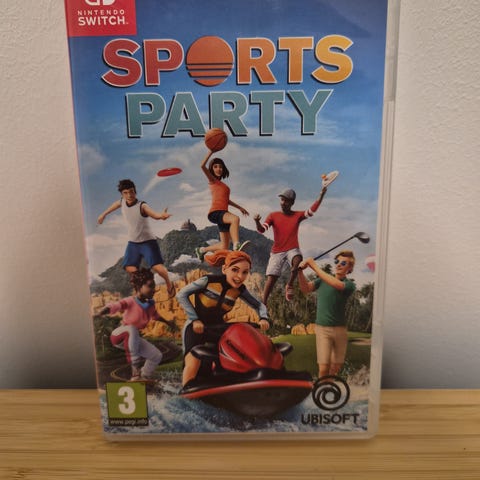 NINTENDO
SWITCH
SPORTS
PARTY
3
www.pegi.info
UBISOFT